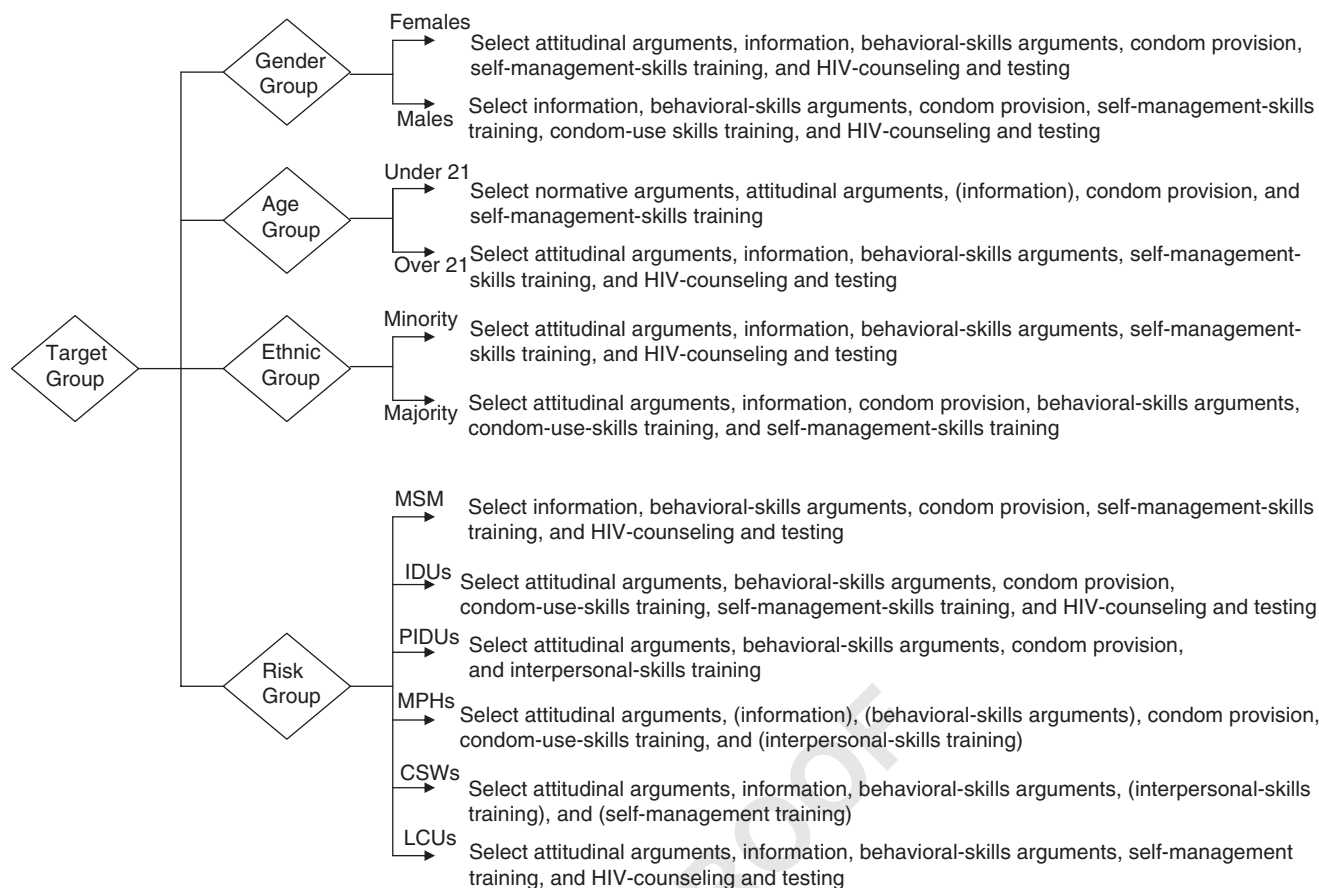 Females
Select attitudinal arguments, information, behavioral-skills arguments, condom provision,
self-management-skills training, and HIV-counseling and testing
Gender
Group
Males
Select information, behavioral-skills arguments, condom provision, self-management-skills
training, condom-use skills training, and HIV-counseling and testing
Under 21
Select normative arguments, attitudinal arguments, (information), condom provision, and
self-management-skills training
Age
Group
Over 21
Select attitudinal arguments, information, behavioral-skills arguments, self-management-
skills training, and HIV-counseling and testing
Minority
Select attitudinal arguments, information, behavioral-skills arguments, self-management-
skills training, and HIV-counseling and testing
Target
Group
Ethnic
Group
Majority
Select attitudinal arguments, information, condom provision, behavioral-skills arguments,
condom-use-skills training, and self-management-skills training
MSM
Select information, behavioral-skills arguments, condom provision, self-management-skills
training, and HIV-counseling and testing
IDUs
Select attitudinal arguments, behavioral-skills arguments, condom provision,
condom-use-skills training, self-management-skills training, and HIV-counseling and testing
PIDUs
Select attitudinal arguments, behavioral-skills arguments, condom provision,
and interpersonal-skills training
Risk
Group
MPHs
Select attitudinal arguments, (information), (behavioral-skills arguments), condom provision,
condom-use-skills training, and (interpersonal-skills training)
CSWs
Select attitudinal arguments, information, behavioral-skills arguments, (interpersonal-skills
training), and (self-management training)
LCUs
Select attitudinal arguments, information, behavioral-skills arguments, self-management
training, and HIV-counseling and testing
ROOF